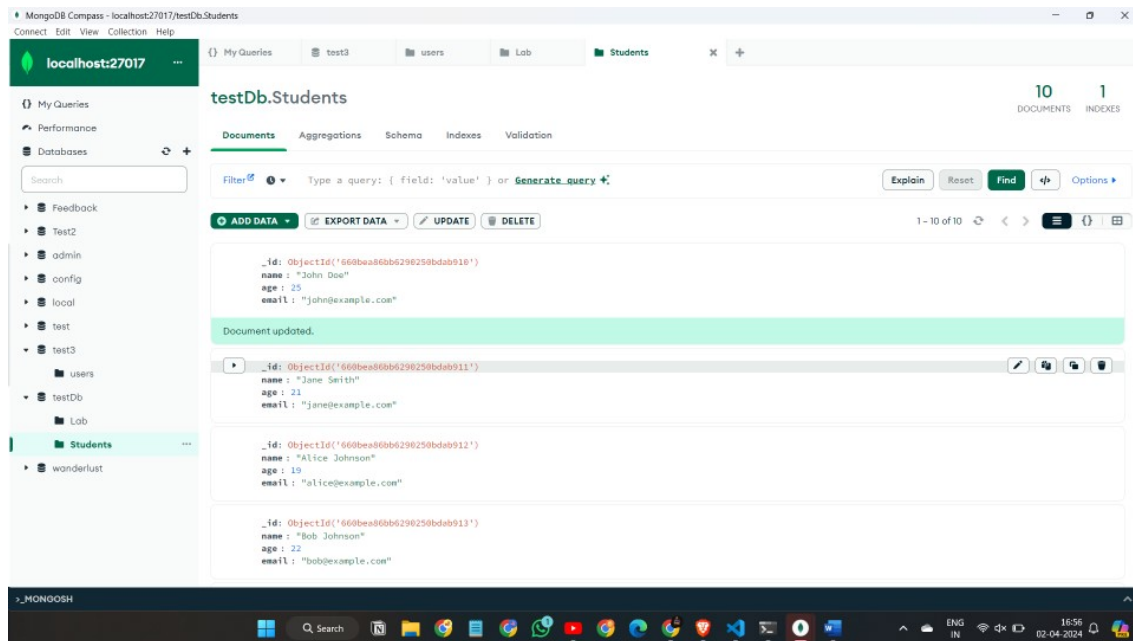 MongoDB Compass - localhost:27017/testDb.Students
Connect Edit View Collection Help
localhost:27017 ...
{} My Queries
test3
users
Lab
Students
My Queries
Performance
Databases
Search
Feedback
Test2
admin
config
local
test
test3
users
testDb
Lab
Students ...
wanderlust
testDb.Students
10 DOCUMENTS
1 INDEXES
Documents Aggregations Schema Indexes Validation
Filter Type a query: { field: 'value' } or Generate query Explain Reset Find </> Options
ADD DATA EXPORT DATA UPDATE DELETE 1 – 10 of 10 {}
_id: ObjectId('660bea86bb6290250bdab910')
name : "John Doe"
age : 25
email : "john@example.com"
Document updated.
_id: ObjectId('660bea86bb6290250bdab911')
name : "Jane Smith"
age : 21
email : "jane@example.com"
_id: ObjectId('660bea86bb6290250bdab912')
name : "Alice Johnson"
age : 19
email : "alice@example.com"
_id: ObjectId('660bea86bb6290250bdab913')
name : "Bob Johnson"
age : 22
email : "bob@example.com"
>_MONGOSH
Search
ENG
IN
16:56
02-04-2024